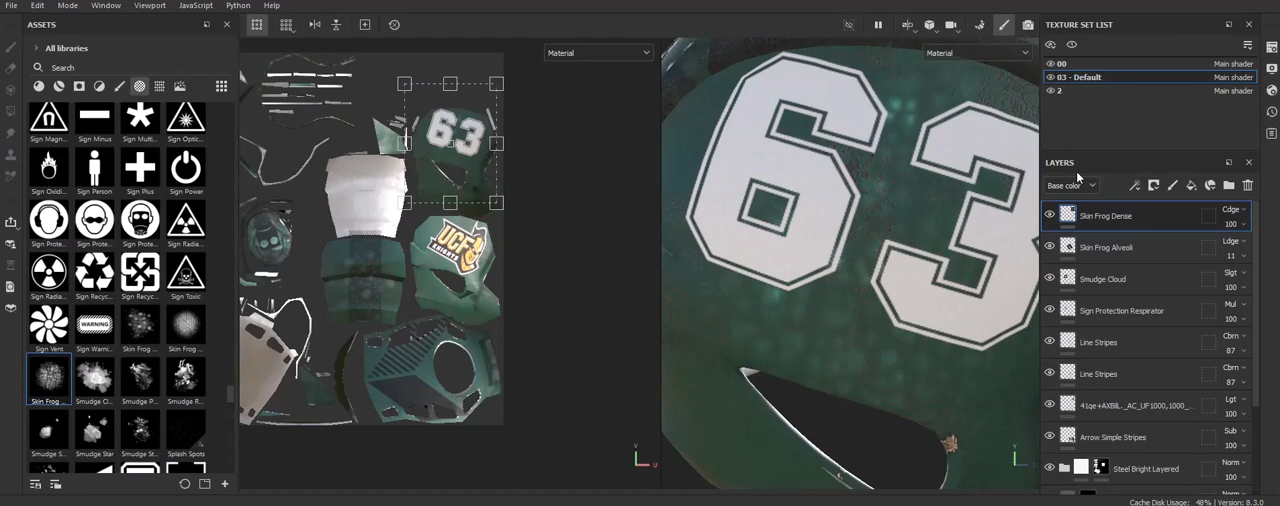 File Edit Mode Window Viewport JavaScript Python Help
ASSETS
All libraries
Search
Sign Magn... Sign Minus Sign Multi... Sign Optic...
Sign Oxidi... Sign Person Sign Plus Sign Power
Sign Prote... Sign Prote... Sign Prote... Sign Radia...
Sign Radia... Sign Recyc... Sign Recyc... Sign Toxic
Sign Vent Sign Warni... Skin Frog ... Skin Frog ...
WARNING
Skin Frog ... Smudge Cl... Smudge P... Smudge R...
Smudge S... Smudge Star Smudge St... Splash Spots
Material
63
UCF
KNIGHTS
V
U
Material
63
Y
TEXTURE SET LIST
00 Main shader
03 - Default Main shader
2 Main shader
LAYERS
Base color
Skin Frog Dense Cdge 100
Skin Frog Alveoli Ldge 11
Smudge Cloud Slgt 100
Sign Protection Respirator Mul 100
Line Stripes Cbrn 87
Line Stripes Cbrn 87
41qe+AXBlL._AC_UF1000,1000_... Lgt 100
Arrow Simple Stripes Sub 100
Steel Bright Layered Norm 100
Norm
Cache Disk Usage: 48% | Version: 8.3.0